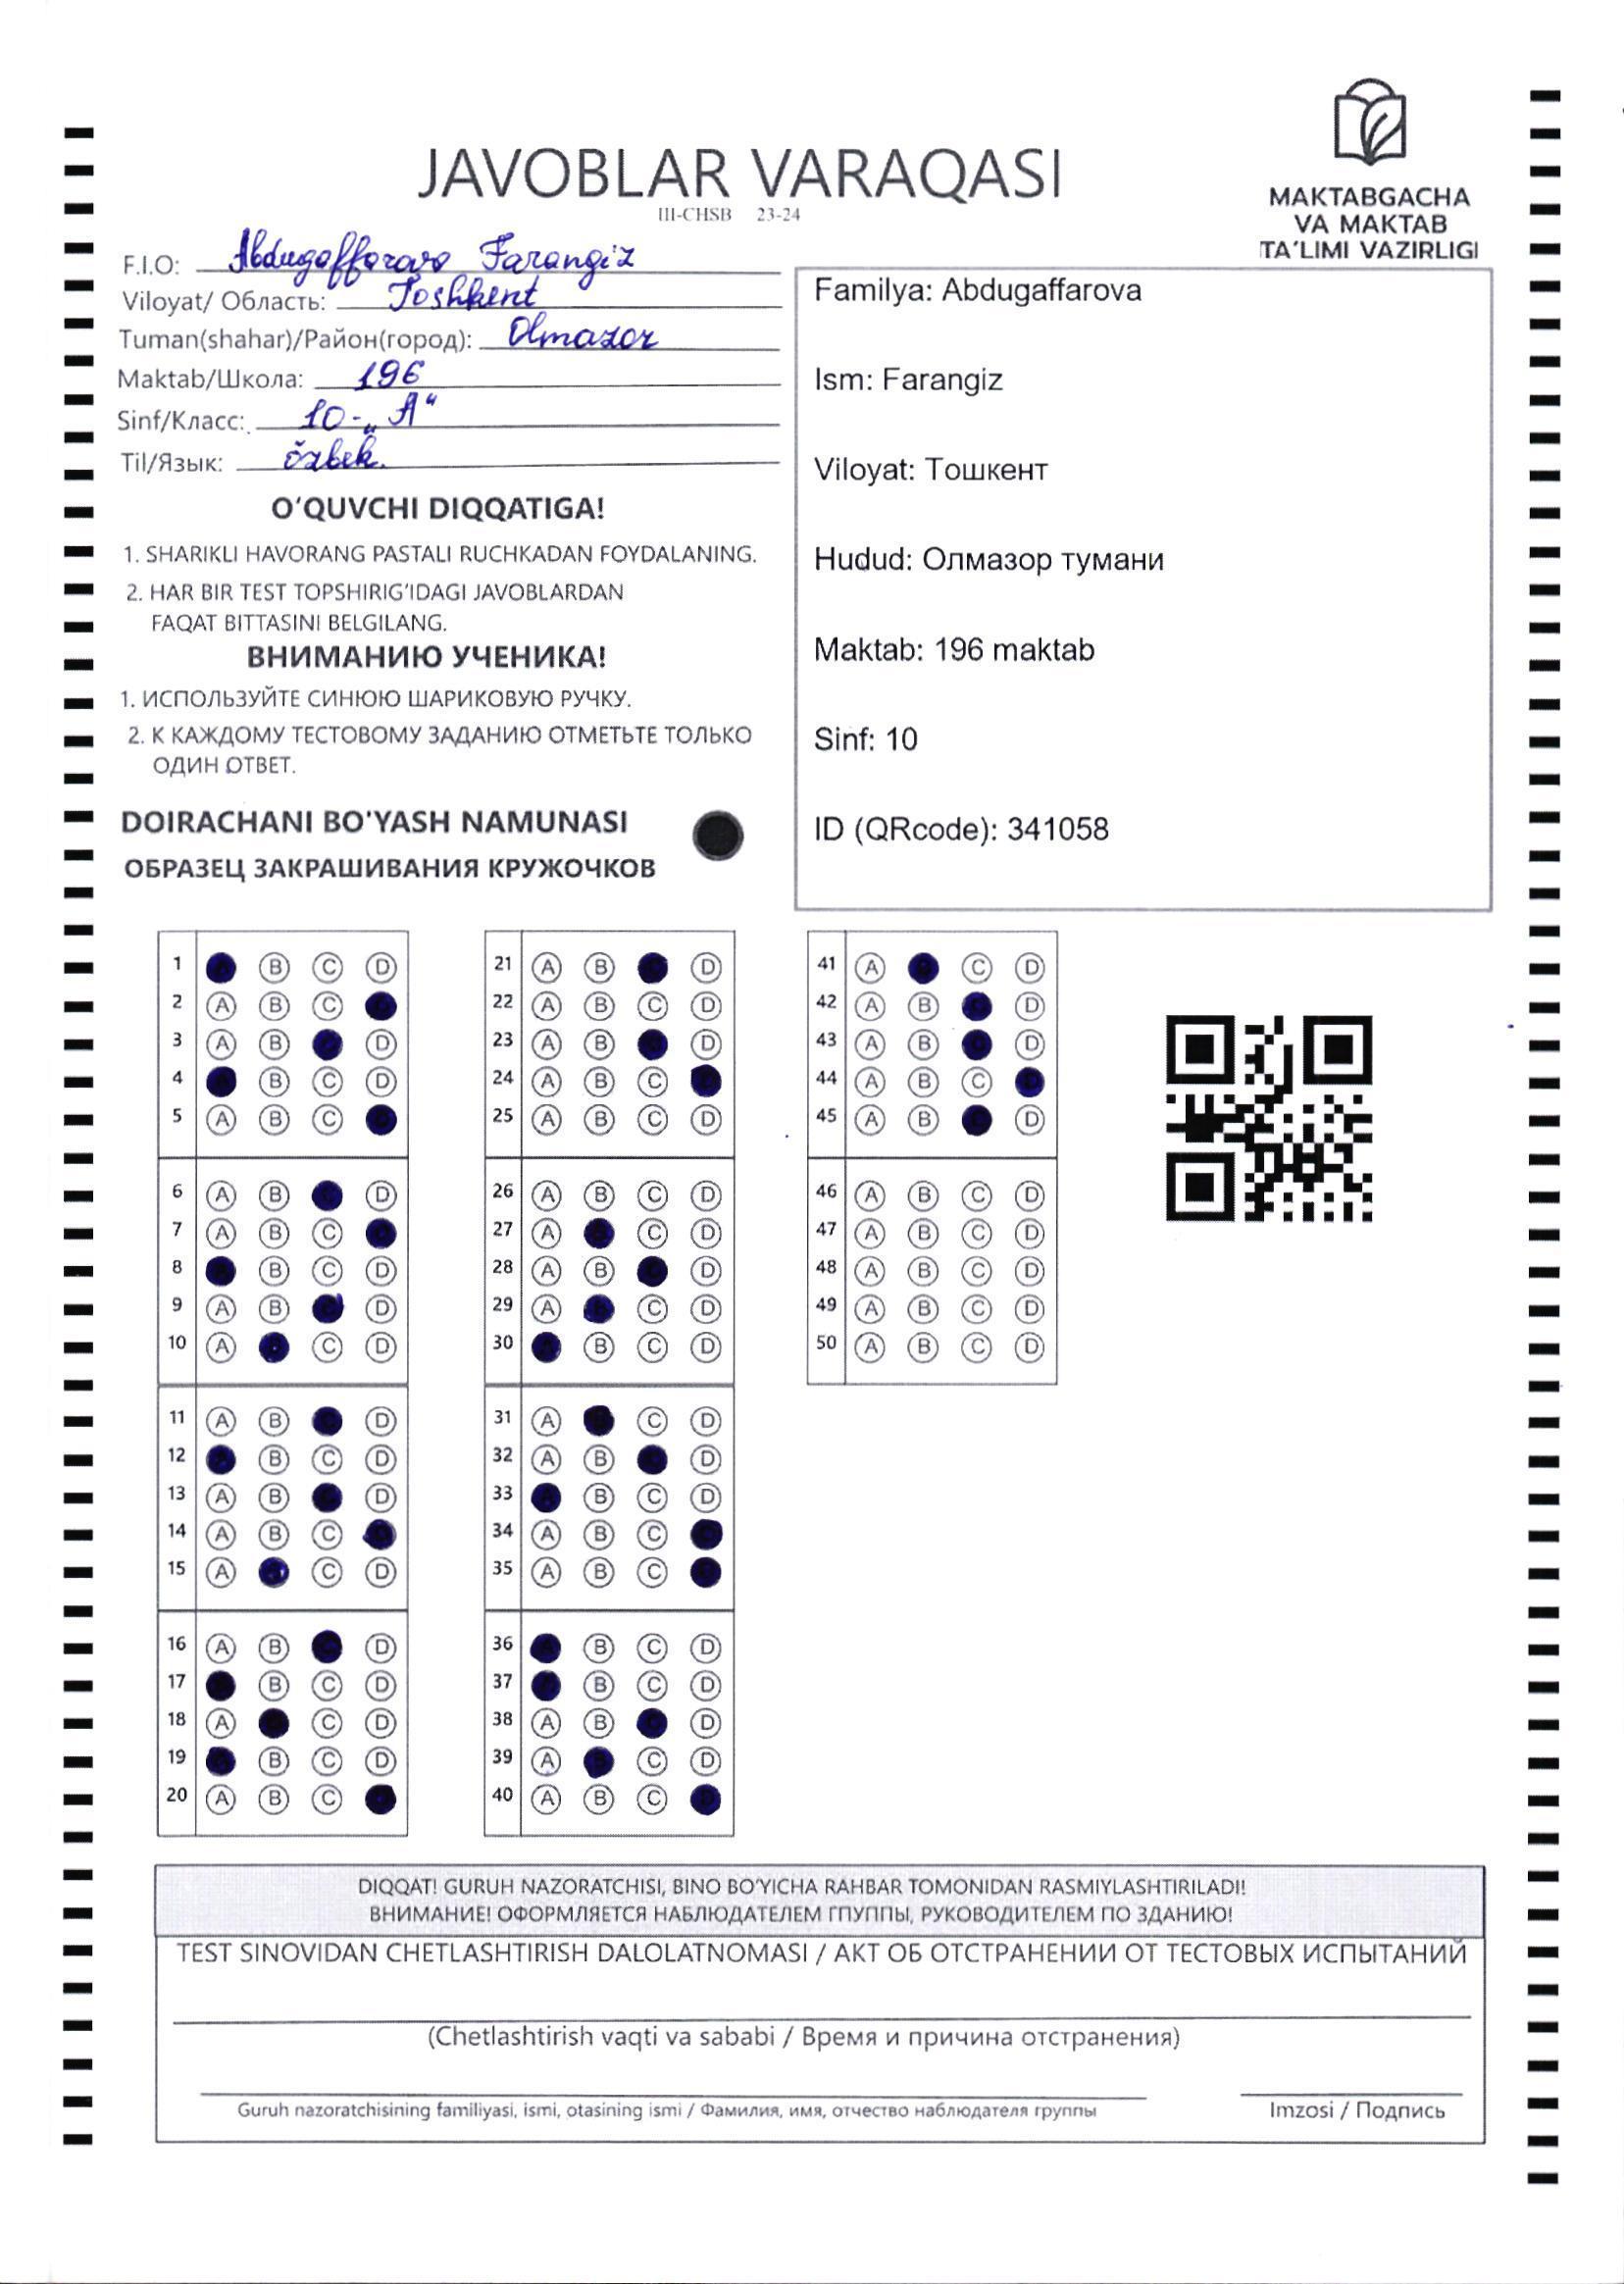 JAVOBLAR VARAQASI
III-CHSB 23-24
MAKTABGACHA
VA MAKTAB
TA'LIMI VAZIRLIGI
F.I.O: Abdugafforova Farangiz
Viloyat/ Область: Toshkent
Tuman(shahar)/Район(город): Olmazor
Maktab/Школа: 196
Sinf/Класс: 10-„A“
Til/Язык: õzbek.
O‘QUVCHI DIQQATIGA!
1. SHARIKLI HAVORANG PASTALI RUCHKADAN FOYDALANING.
2. HAR BIR TEST TOPSHIRIG‘IDAGI JAVOBLARDAN
FAQAT BITTASINI BELGILANG.
ВНИМАНИЮ УЧЕНИКА!
1. ИСПОЛЬЗУЙТЕ СИНЮЮ ШАРИКОВУЮ РУЧКУ.
2. К КАЖДОМУ ТЕСТОВОМУ ЗАДАНИЮ ОТМЕТЬТЕ ТОЛЬКО
ОДИН ОТВЕТ.
DOIRACHANI BO'YASH NAMUNASI
ОБРАЗЕЦ ЗАКРАШИВАНИЯ КРУЖОЧКОВ
Familya: Abdugaffarova
Ism: Farangiz
Viloyat: Тошкент
Hudud: Олмазор тумани
Maktab: 196 maktab
Sinf: 10
ID (QRcode): 341058
1 B C D
2 A B C
3 A B D
4 B C D
5 A B C
6 A B D
7 A B C
8 B C D
9 A B D
10 A C D
11 A B D
12 B C D
13 A B D
14 A B C
15 A C D
16 A B D
17 B C D
18 A C D
19 B C D
20 A B C
21 A B D
22 A B C D
23 A B D
24 A B C
25 A B C D
26 A B C D
27 A C D
28 A B D
29 A C D
30 B C D
31 A C D
32 A B D
33 B C D
34 A B C
35 A B C
36 B C D
37 B C D
38 A B D
39 A C D
40 A B C
41 A C D
42 A B D
43 A B D
44 A B C
45 A B D
46 A B C D
47 A B C D
48 A B C D
49 A B C D
50 A B C D
DIQQAT! GURUH NAZORATCHISI, BINO BO‘YICHA RAHBAR TOMONIDAN RASMIYLASHTIRILADI!
ВНИМАНИЕ! ОФОРМЛЯЕТСЯ НАБЛЮДАТЕЛЕМ ГПУППЫ, РУКОВОДИТЕЛЕМ ПО ЗДАНИЮ!
TEST SINOVIDAN CHETLASHTIRISH DALOLATNOMASI / АКТ ОБ ОТСТРАНЕНИИ ОТ ТЕСТОВЫХ ИСПЫТАНИЙ
(Chetlashtirish vaqti va sababi / Время и причина отстранения)
Guruh nazoratchisining familiyasi, ismi, otasining ismi / Фамилия, имя, отчество наблюдателя группы
Imzosi / Подпись